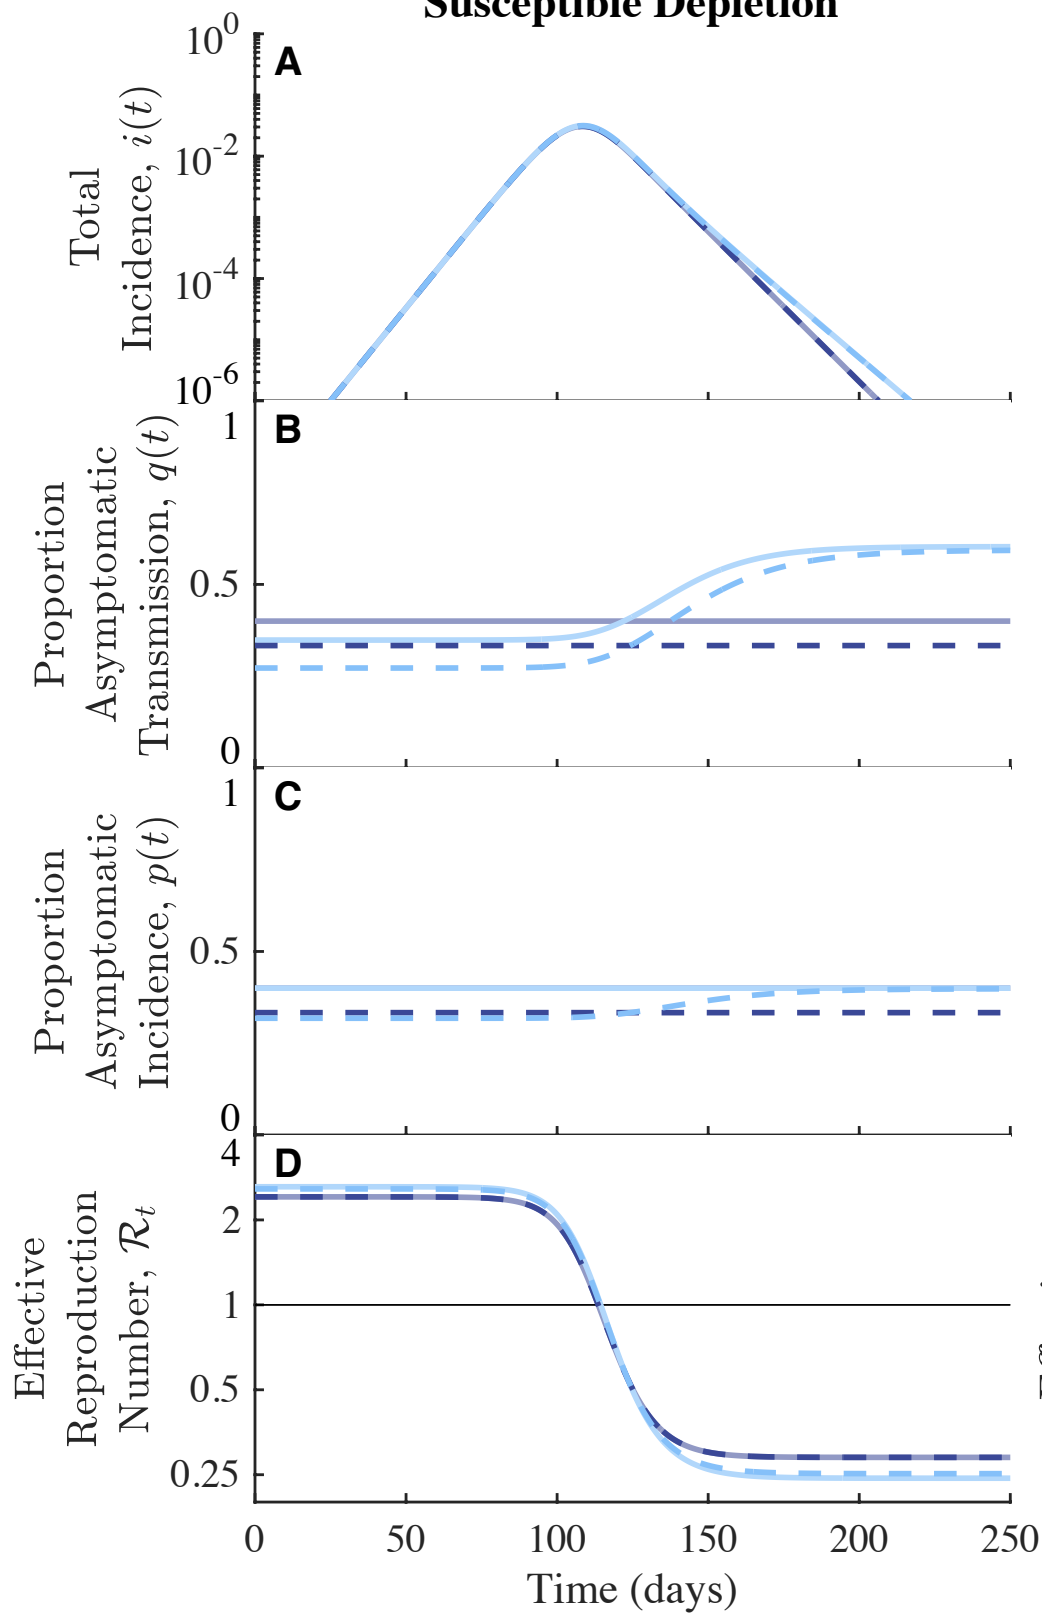 Susceptible Depletion
A
10^0
10^-2
10^-4
10^-6
Total
Incidence, i(t)
B
1
0.5
0
Proportion
Asymptomatic
Transmission, q(t)
C
1
0.5
0
Proportion
Asymptomatic
Incidence, p(t)
D
4
2
1
0.5
0.25
Effective
Reproduction
Number, ℛ_t
0 50 100 150 200 250
Time (days)